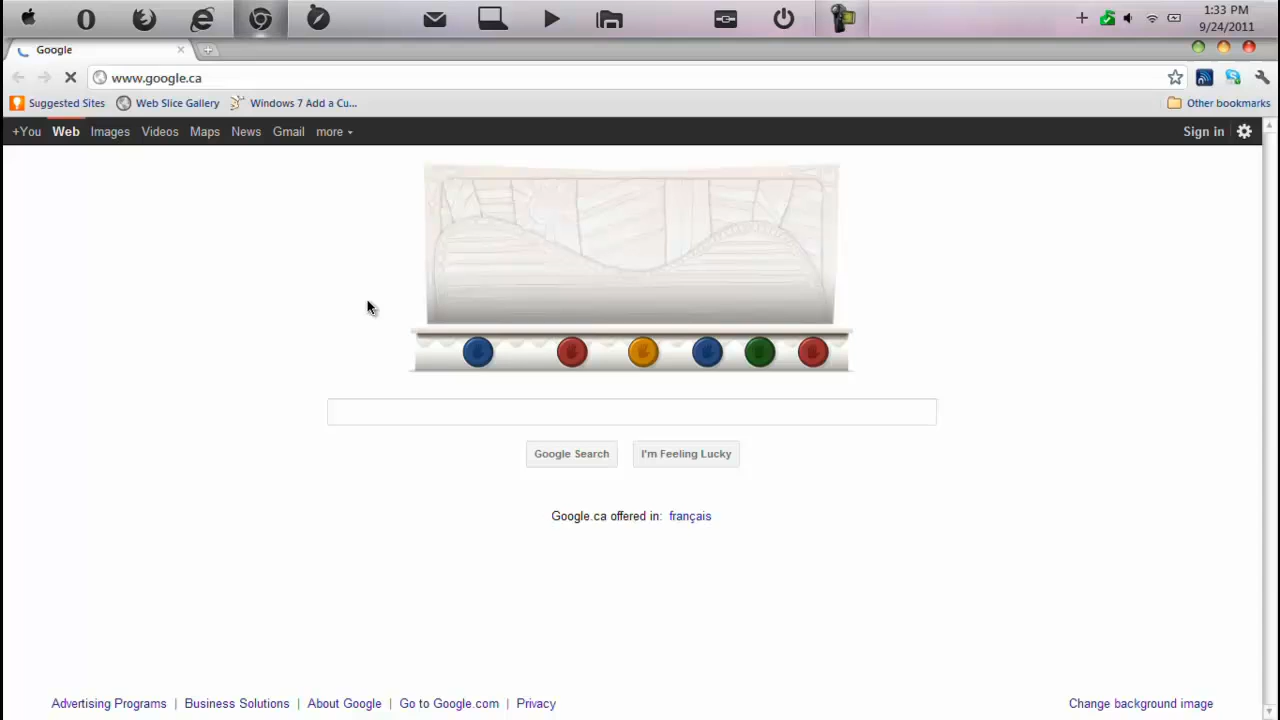 1:33 PM
9/24/2011
Google
www.google.ca
Suggested Sites Web Slice Gallery Windows 7 Add a Cu... Other bookmarks
+You Web Images Videos Maps News Gmail more Sign in
Google Search I'm Feeling Lucky
Google.ca offered in: français
Advertising Programs | Business Solutions | About Google | Go to Google.com | Privacy Change background image